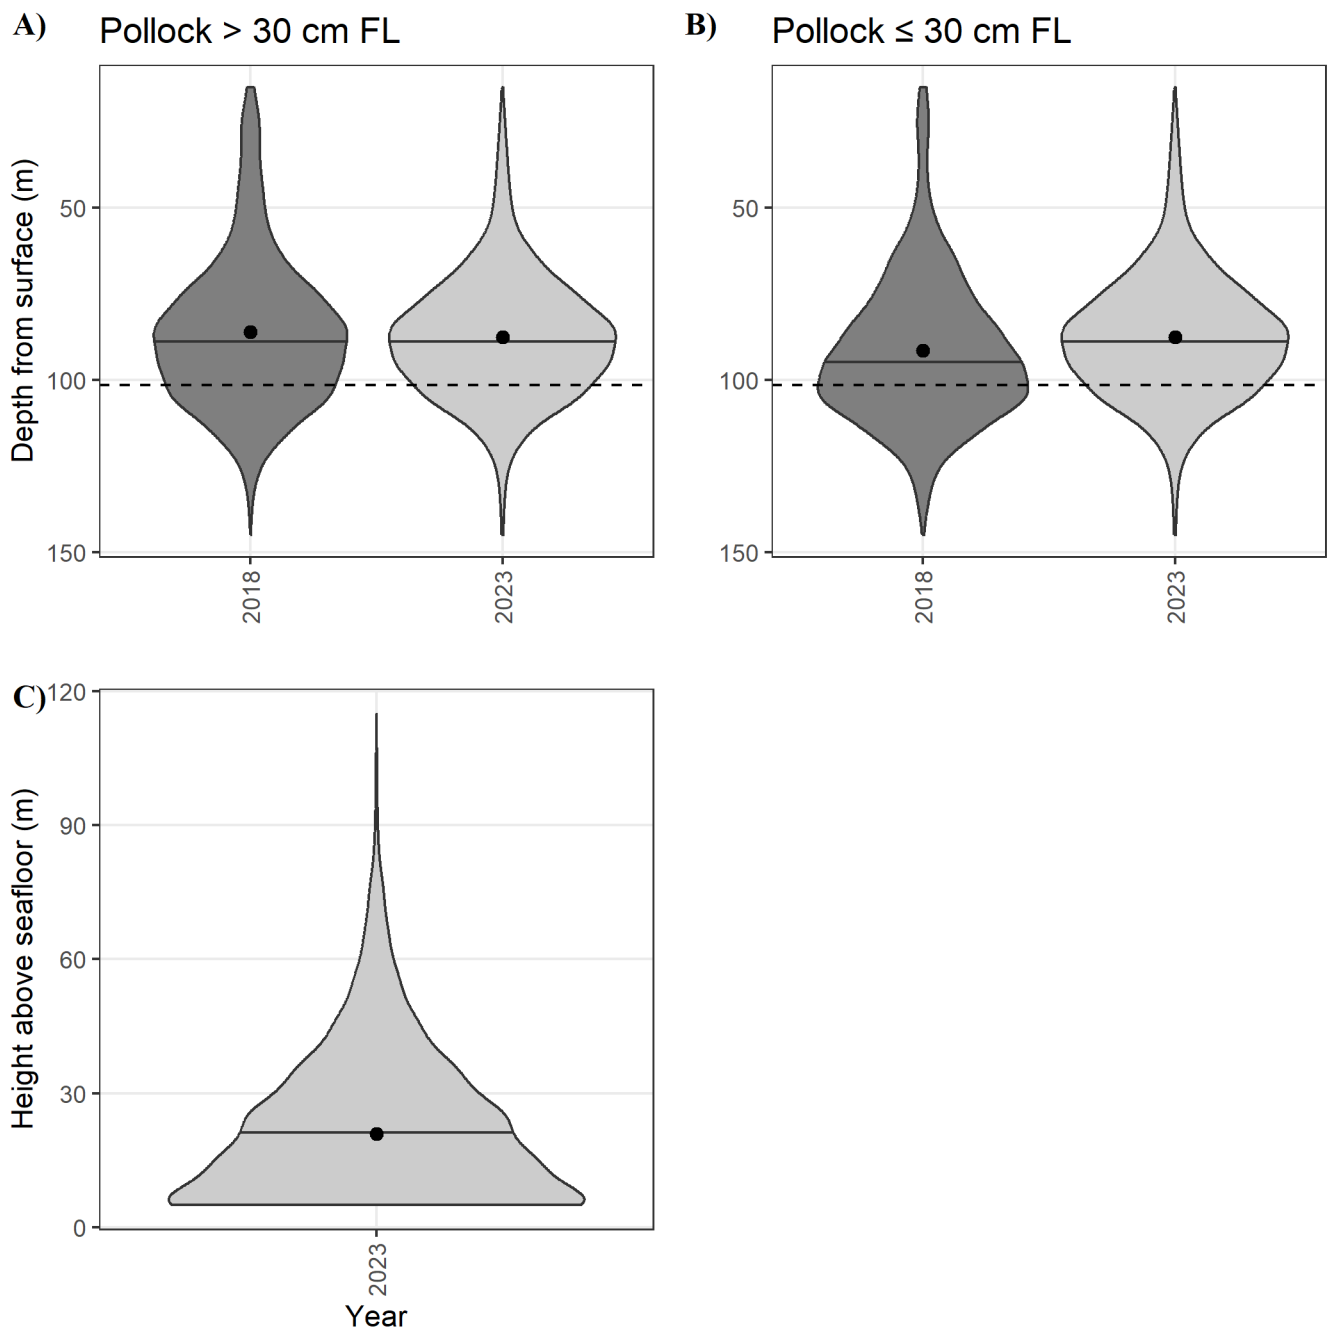 A) Pollock > 30 cm FL
Depth from surface (m)
50
100
150
2018 2023
B) Pollock ≤ 30 cm FL
50
100
150
2018 2023
C)
Height above seafloor (m)
120
90
60
30
0
2023
Year